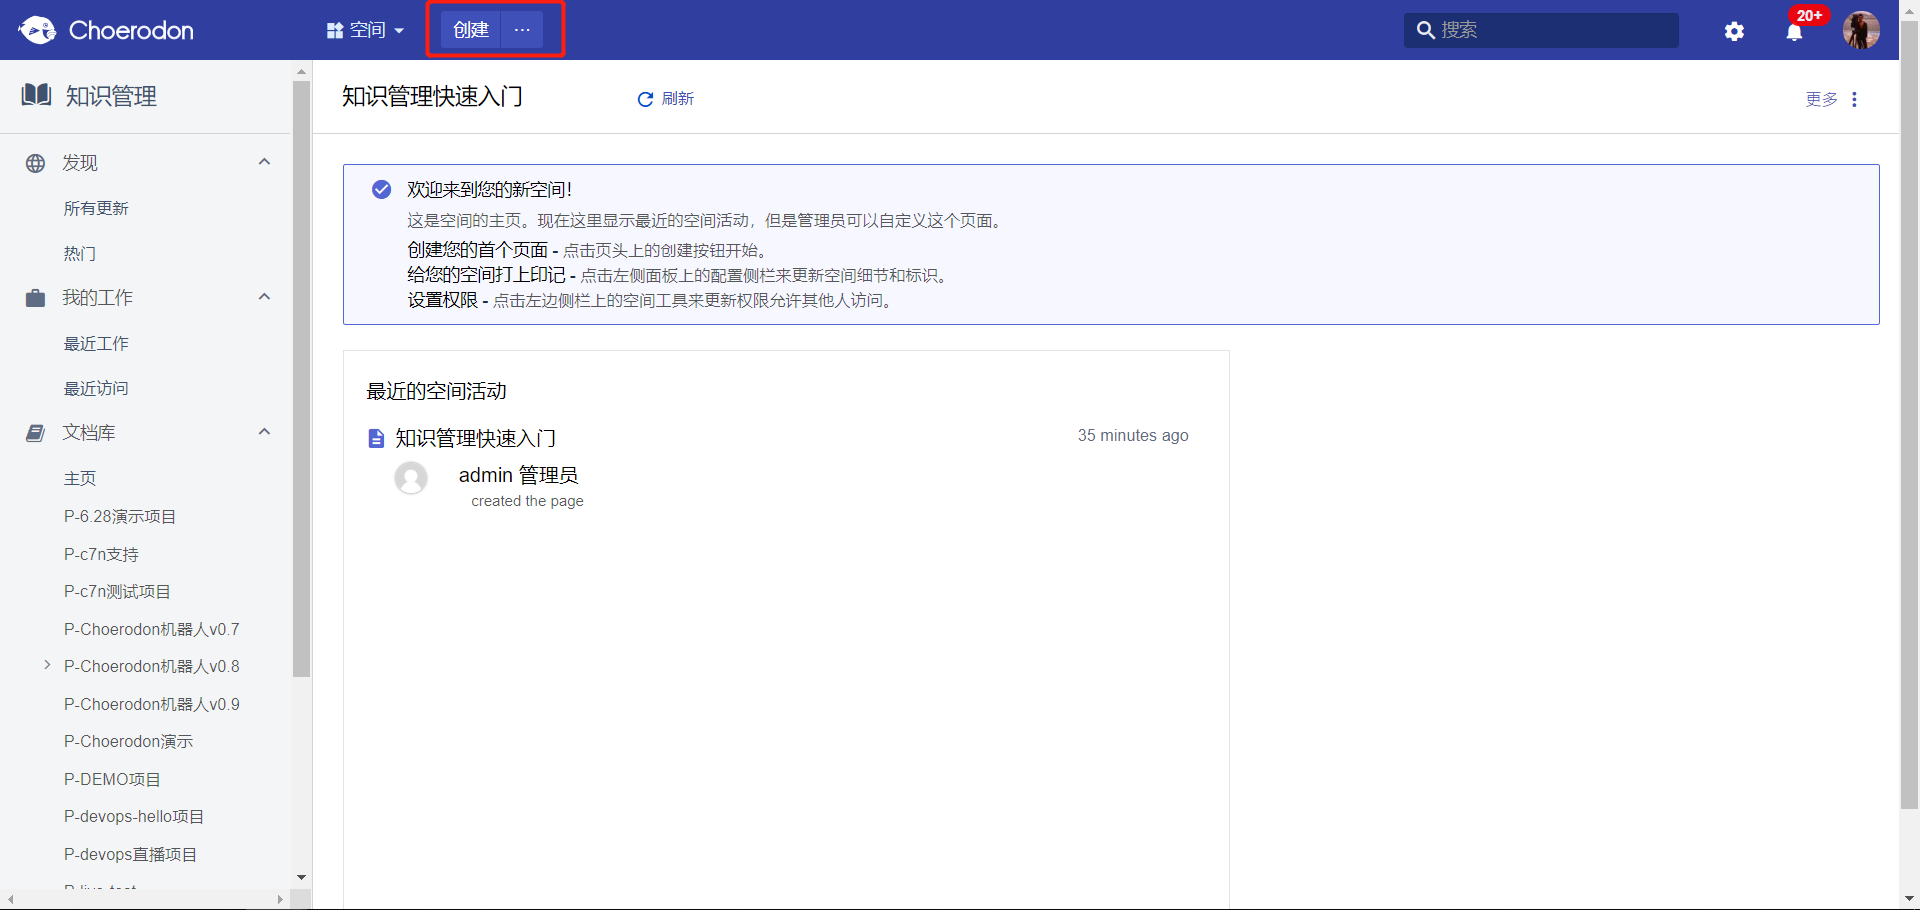 Choerodon
空间
创建
···
搜索
20+
知识管理
发现
所有更新
热门
我的工作
最近工作
最近访问
文档库
主页
P-6.28演示项目
P-c7n支持
P-c7n测试项目
P-Choerodon机器人v0.7
P-Choerodon机器人v0.8
P-Choerodon机器人v0.9
P-Choerodon演示
P-DEMO项目
P-devops-hello项目
P-devops直播项目
知识管理快速入门
刷新
更多
欢迎来到您的新空间!
这是空间的主页。现在这里显示最近的空间活动，但是管理员可以自定义这个页面。
创建您的首个页面 - 点击页头上的创建按钮开始。
给您的空间打上印记 - 点击左侧面板上的配置侧栏来更新空间细节和标识。
设置权限 - 点击左边侧栏上的空间工具来更新权限允许其他人访问。
最近的空间活动
知识管理快速入门
35 minutes ago
admin 管理员
created the page